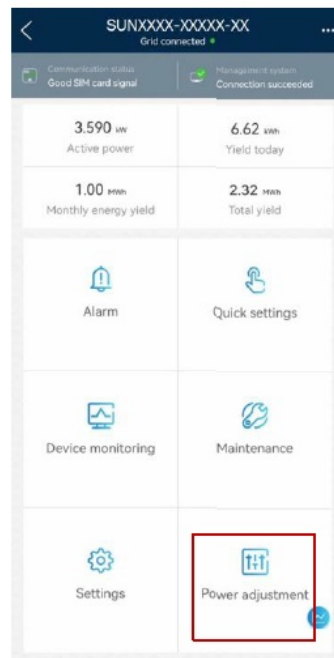 SUNXXXX-XXXXX-XX
Grid connected
Communication status
Good SIM card signal
Management system
Connection succeeded
3.590 kW
Active power
6.62 kWh
Yield today
1.00 MWh
Monthly energy yield
2.32 MWh
Total yield
Alarm
Quick settings
Device monitoring
Maintenance
Settings
Power adjustment